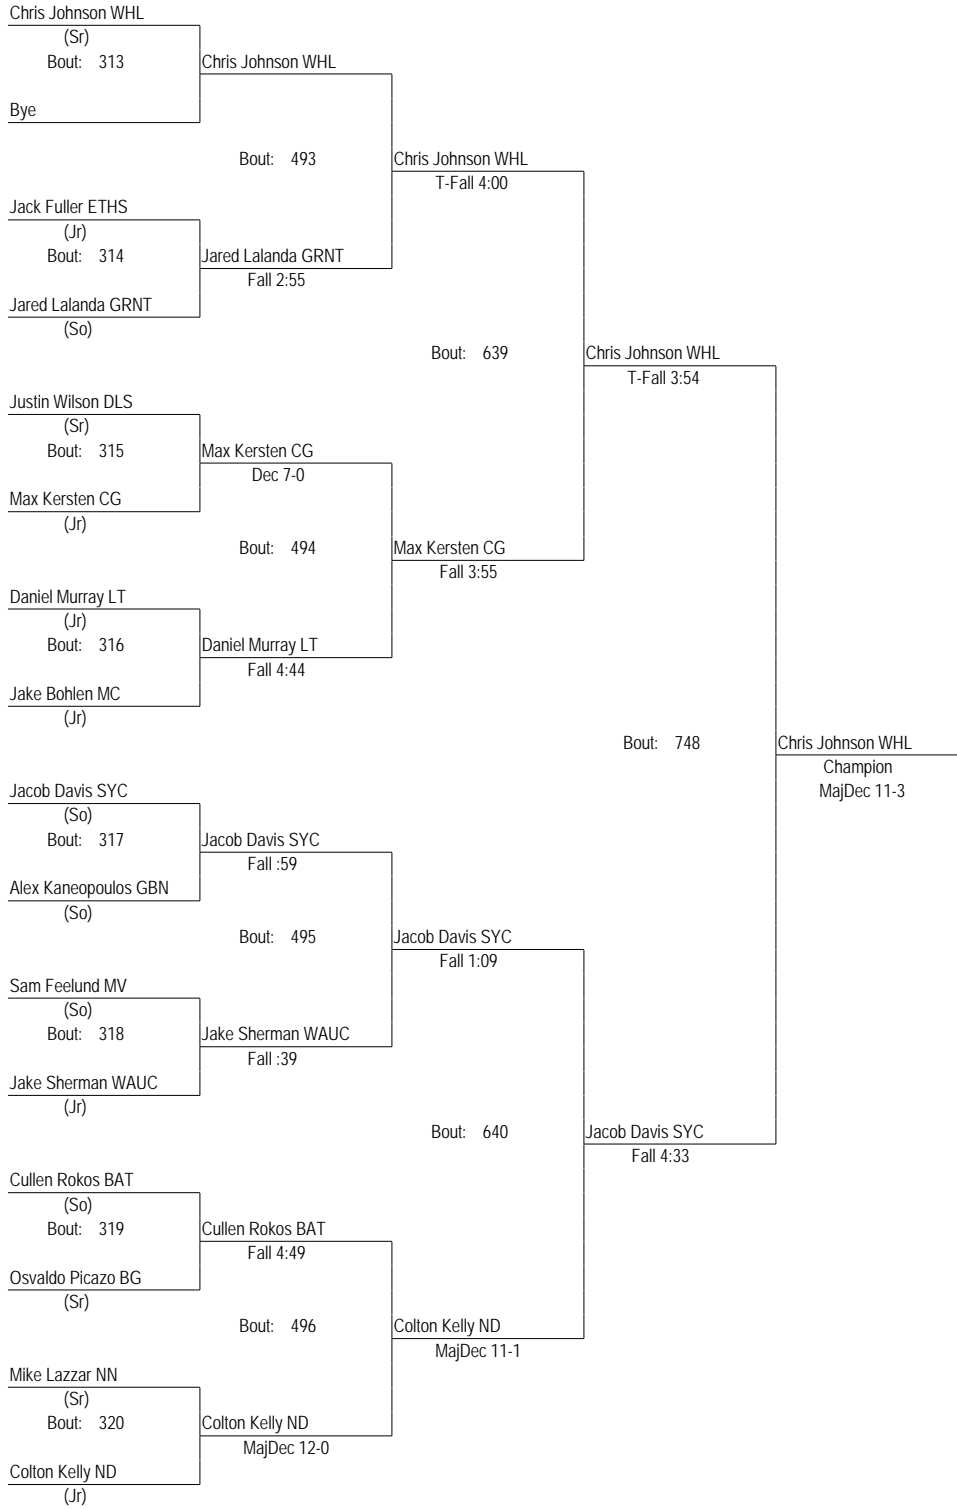 Chris Johnson WHL
(Sr)
Bout: 313
Chris Johnson WHL
Bye
Bout: 493
Chris Johnson WHL
T-Fall 4:00
Jack Fuller ETHS
(Jr)
Bout: 314
Jared Lalanda GRNT
Fall 2:55
Jared Lalanda GRNT
(So)
Bout: 639
Chris Johnson WHL
T-Fall 3:54
Justin Wilson DLS
(Sr)
Bout: 315
Max Kersten CG
Dec 7-0
Max Kersten CG
(Jr)
Bout: 494
Max Kersten CG
Fall 3:55
Daniel Murray LT
(Jr)
Bout: 316
Daniel Murray LT
Fall 4:44
Jake Bohlen MC
(Jr)
Bout: 748
Chris Johnson WHL
Champion
MajDec 11-3
Jacob Davis SYC
(So)
Bout: 317
Jacob Davis SYC
Fall :59
Alex Kaneopoulos GBN
(So)
Bout: 495
Jacob Davis SYC
Fall 1:09
Sam Feelund MV
(So)
Bout: 318
Jake Sherman WAUC
Fall :39
Jake Sherman WAUC
(Jr)
Bout: 640
Jacob Davis SYC
Fall 4:33
Cullen Rokos BAT
(So)
Bout: 319
Cullen Rokos BAT
Fall 4:49
Osvaldo Picazo BG
(Sr)
Bout: 496
Colton Kelly ND
MajDec 11-1
Mike Lazzar NN
(Sr)
Bout: 320
Colton Kelly ND
MajDec 12-0
Colton Kelly ND
(Jr)